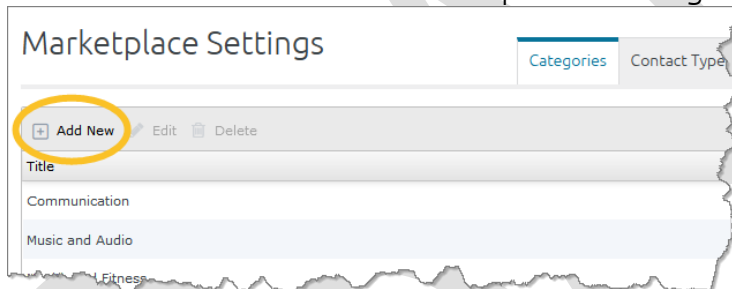 Marketplace Settings
Categories Contact Type
Add New Edit Delete
Title
Communication
Music and Audio
Fitness